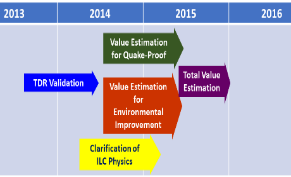 2013 2014 2015 2016
Value Estimation
for Quake-Proof
TDR Validation
Value Estimation
for
Environmental
Improvement
Total Value
Estimation
Clarification of
ILC Physics